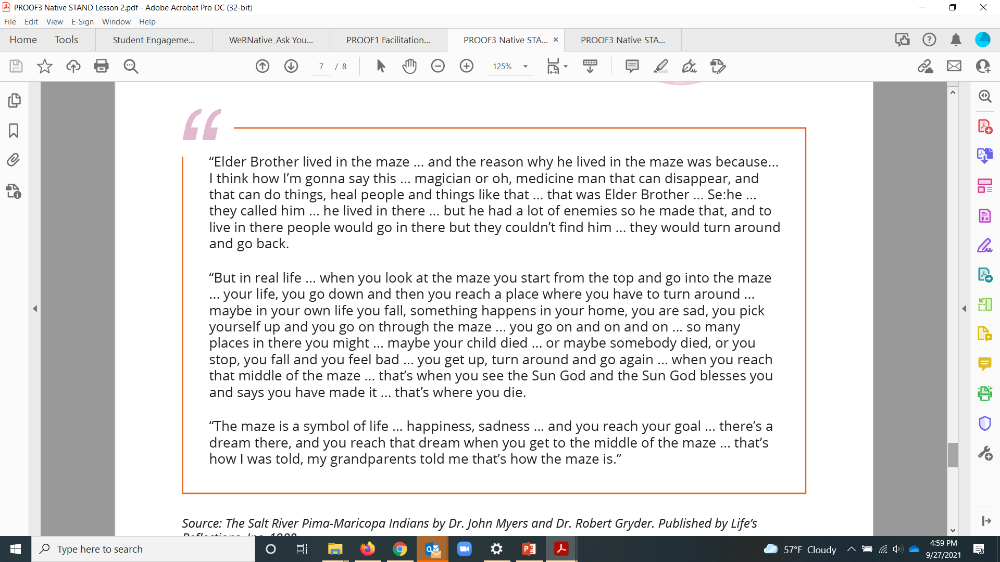 PROOF3 Native STAND Lesson 2.pdf - Adobe Acrobat Pro DC (32-bit)
File Edit View E-Sign Window Help
Home Tools Student Engageme... WeRNative_Ask You... PROOF1 Facilitation... PROOF3 Native STA... × PROOF3 Native STA...
7 / 8 125%
“
“Elder Brother lived in the maze ... and the reason why he lived in the maze was because...
I think how I’m gonna say this ... magician or oh, medicine man that can disappear, and
that can do things, heal people and things like that ... that was Elder Brother ... Se:he ...
they called him ... he lived in there ... but he had a lot of enemies so he made that, and to
live in there people would go in there but they couldn’t find him ... they would turn around
and go back.
“But in real life ... when you look at the maze you start from the top and go into the maze
... your life, you go down and then you reach a place where you have to turn around ...
maybe in your own life you fall, something happens in your home, you are sad, you pick
yourself up and you go on through the maze ... you go on and on and on ... so many
places in there you might ... maybe your child died ... or maybe somebody died, or you
stop, you fall and you feel bad ... you get up, turn around and go again ... when you reach
that middle of the maze ... that’s when you see the Sun God and the Sun God blesses you
and says you have made it ... that’s where you die.
“The maze is a symbol of life ... happiness, sadness ... and you reach your goal ... there’s a
dream there, and you reach that dream when you get to the middle of the maze ... that’s
how I was told, my grandparents told me that’s how the maze is.”
Source: The Salt River Pima-Maricopa Indians by Dr. John Myers and Dr. Robert Gryder. Published by Life’s
Reflections, Inc. 1988
Type here to search
57°F Cloudy
4:59 PM
9/27/2021